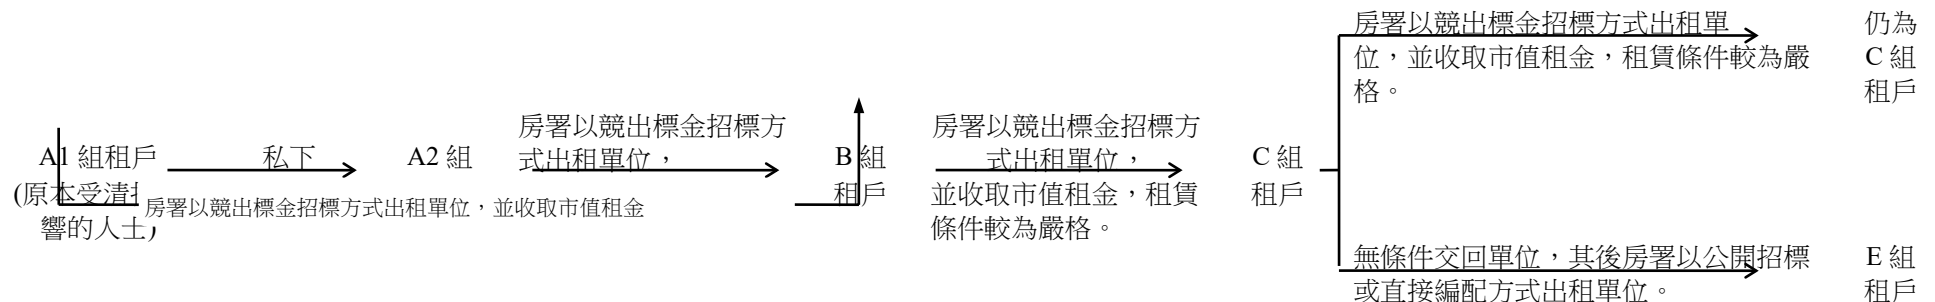 A1 組租戶
(原本受清
響的人士)
私下
A2 組
房署以競出標金招標方
式出租單位，
房署以競出標金招標方式出租單位，並收取市值租金
B 組
租戶
房署以競出標金招標方
式出租單位，
並收取市值租金，租賃
條件較為嚴格。
C 組
租戶
房署以競出標金招標方式出租單
位，並收取市值租金，租賃條件較為嚴
格。
仍為
C 組
租戶
無條件交回單位，其後房署以公開招標
或直接編配方式出租單位。
E 組
租戶